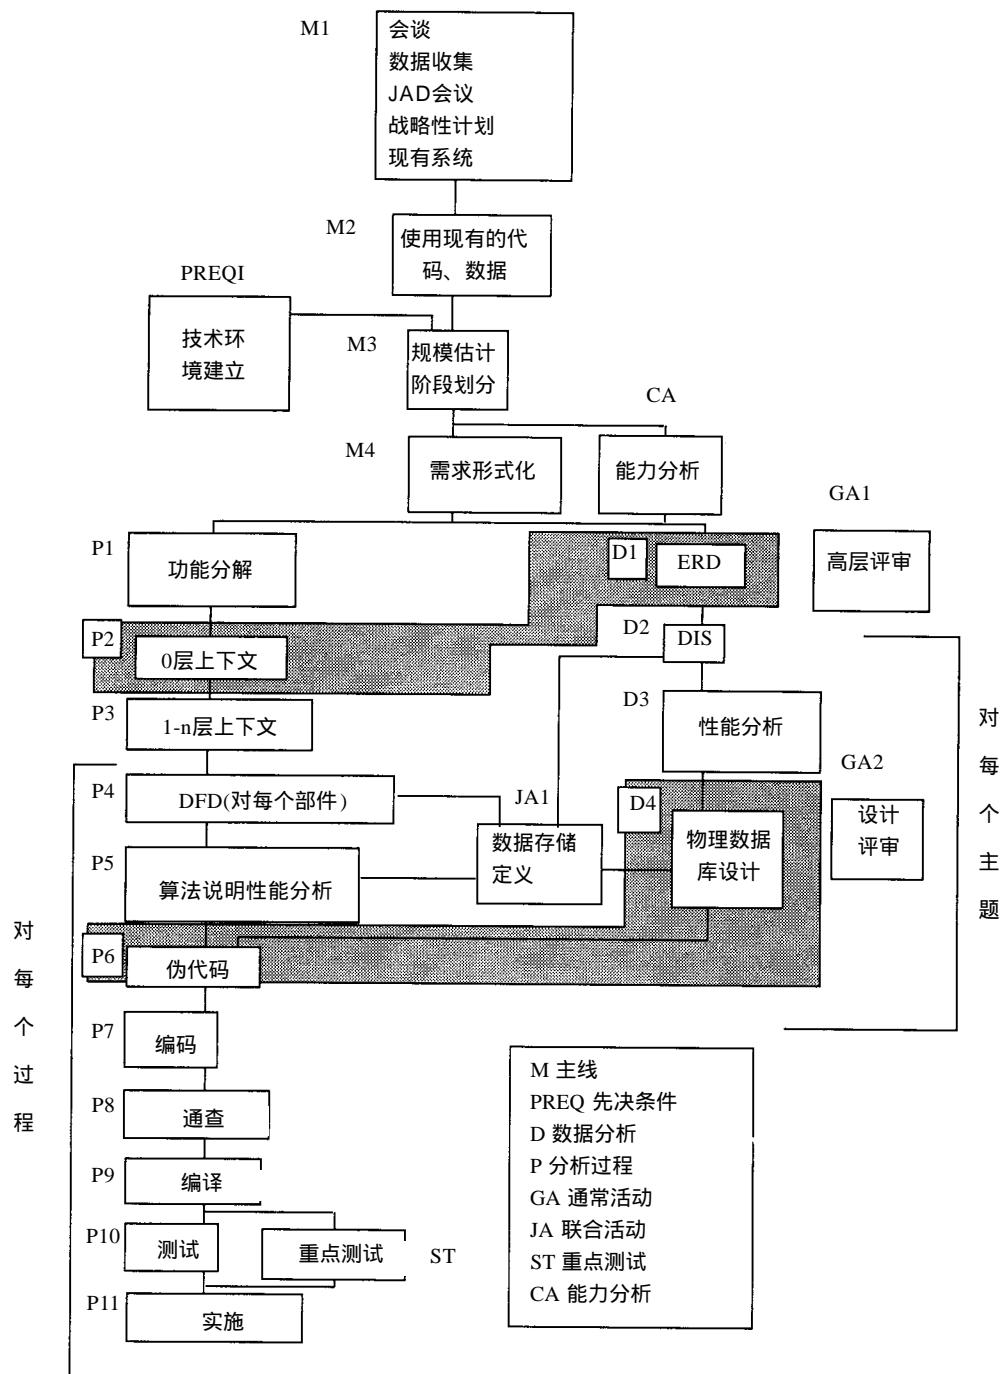 M1
会谈
数据收集
JAD会议
战略性计划
现有系统
M2
使用现有的代
码、数据
PREQI
技术环
境建立
M3
规模估计
阶段划分
CA
M4
需求形式化
能力分析
GA1
高层评审
P1
功能分解
D1
ERD
P2
0层上下文
D2
DIS
P3
1-n层上下文
D3
性能分析
GA2
设计
评审
P4
DFD(对每个部件)
JA1
数据存储
定义
D4
物理数据
库设计
P5
算法说明性能分析
P6
伪代码
P7
编码
P8
通查
P9
编译
P10
测试
重点测试
ST
P11
实施
对
每
个
过
程
对
每
个
主
题
M 主线
PREQ 先决条件
D 数据分析
P 分析过程
GA 通常活动
JA 联合活动
ST 重点测试
CA 能力分析